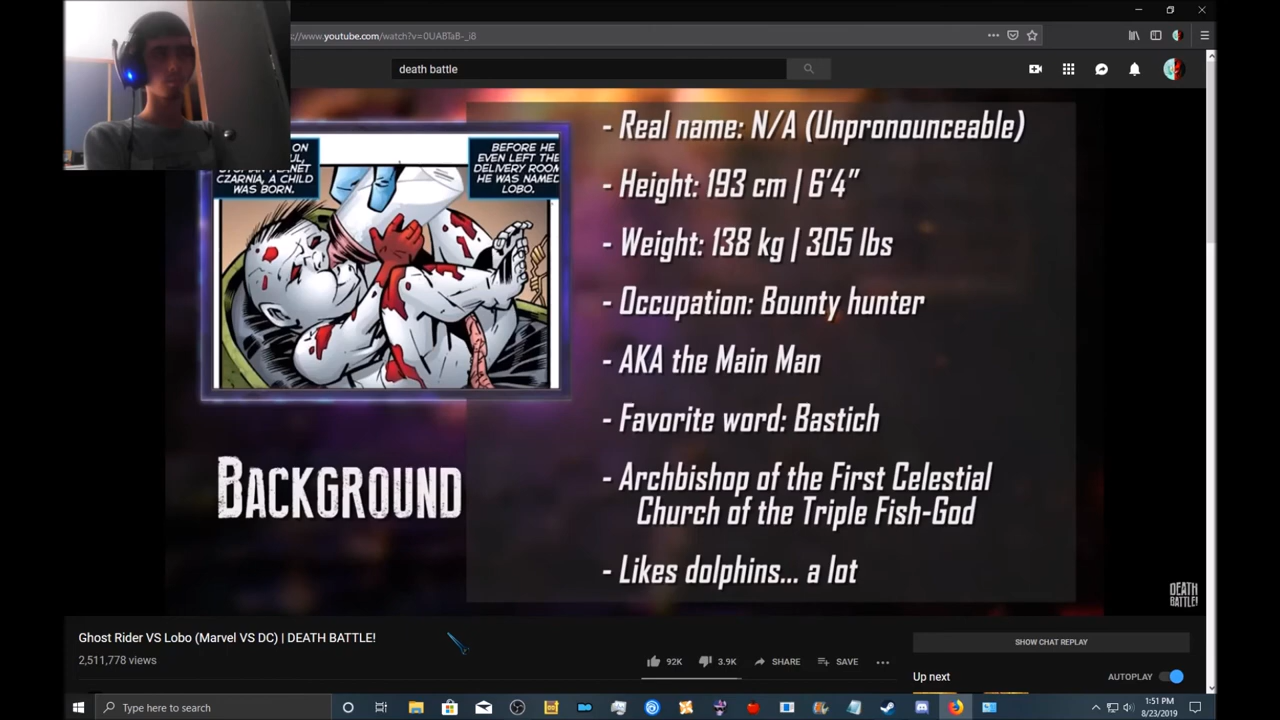 ://www.youtube.com/watch?v=0UABTaB-_i8
death battle
ON
UL,
PLANET
CZARNIA, A CHILD
WAS BORN.
BEFORE HE
EVEN LEFT THE
DELIVERY ROOM
HE WAS NAMED
LOBO.
- Real name: N/A (Unpronounceable)
- Height: 193 cm | 6'4”
- Weight: 138 kg | 305 lbs
- Occupation: Bounty hunter
- AKA the Main Man
- Favorite word: Bastich
- Archbishop of the First Celestial
Church of the Triple Fish-God
- Likes dolphins... a lot
BACKGROUND
DEATH
BATTLE!
Ghost Rider VS Lobo (Marvel VS DC) | DEATH BATTLE!
2,511,778 views
92K
3.9K
SHARE
SAVE
SHOW CHAT REPLAY
Up next
AUTOPLAY
Type here to search
1:51 PM
8/23/2019